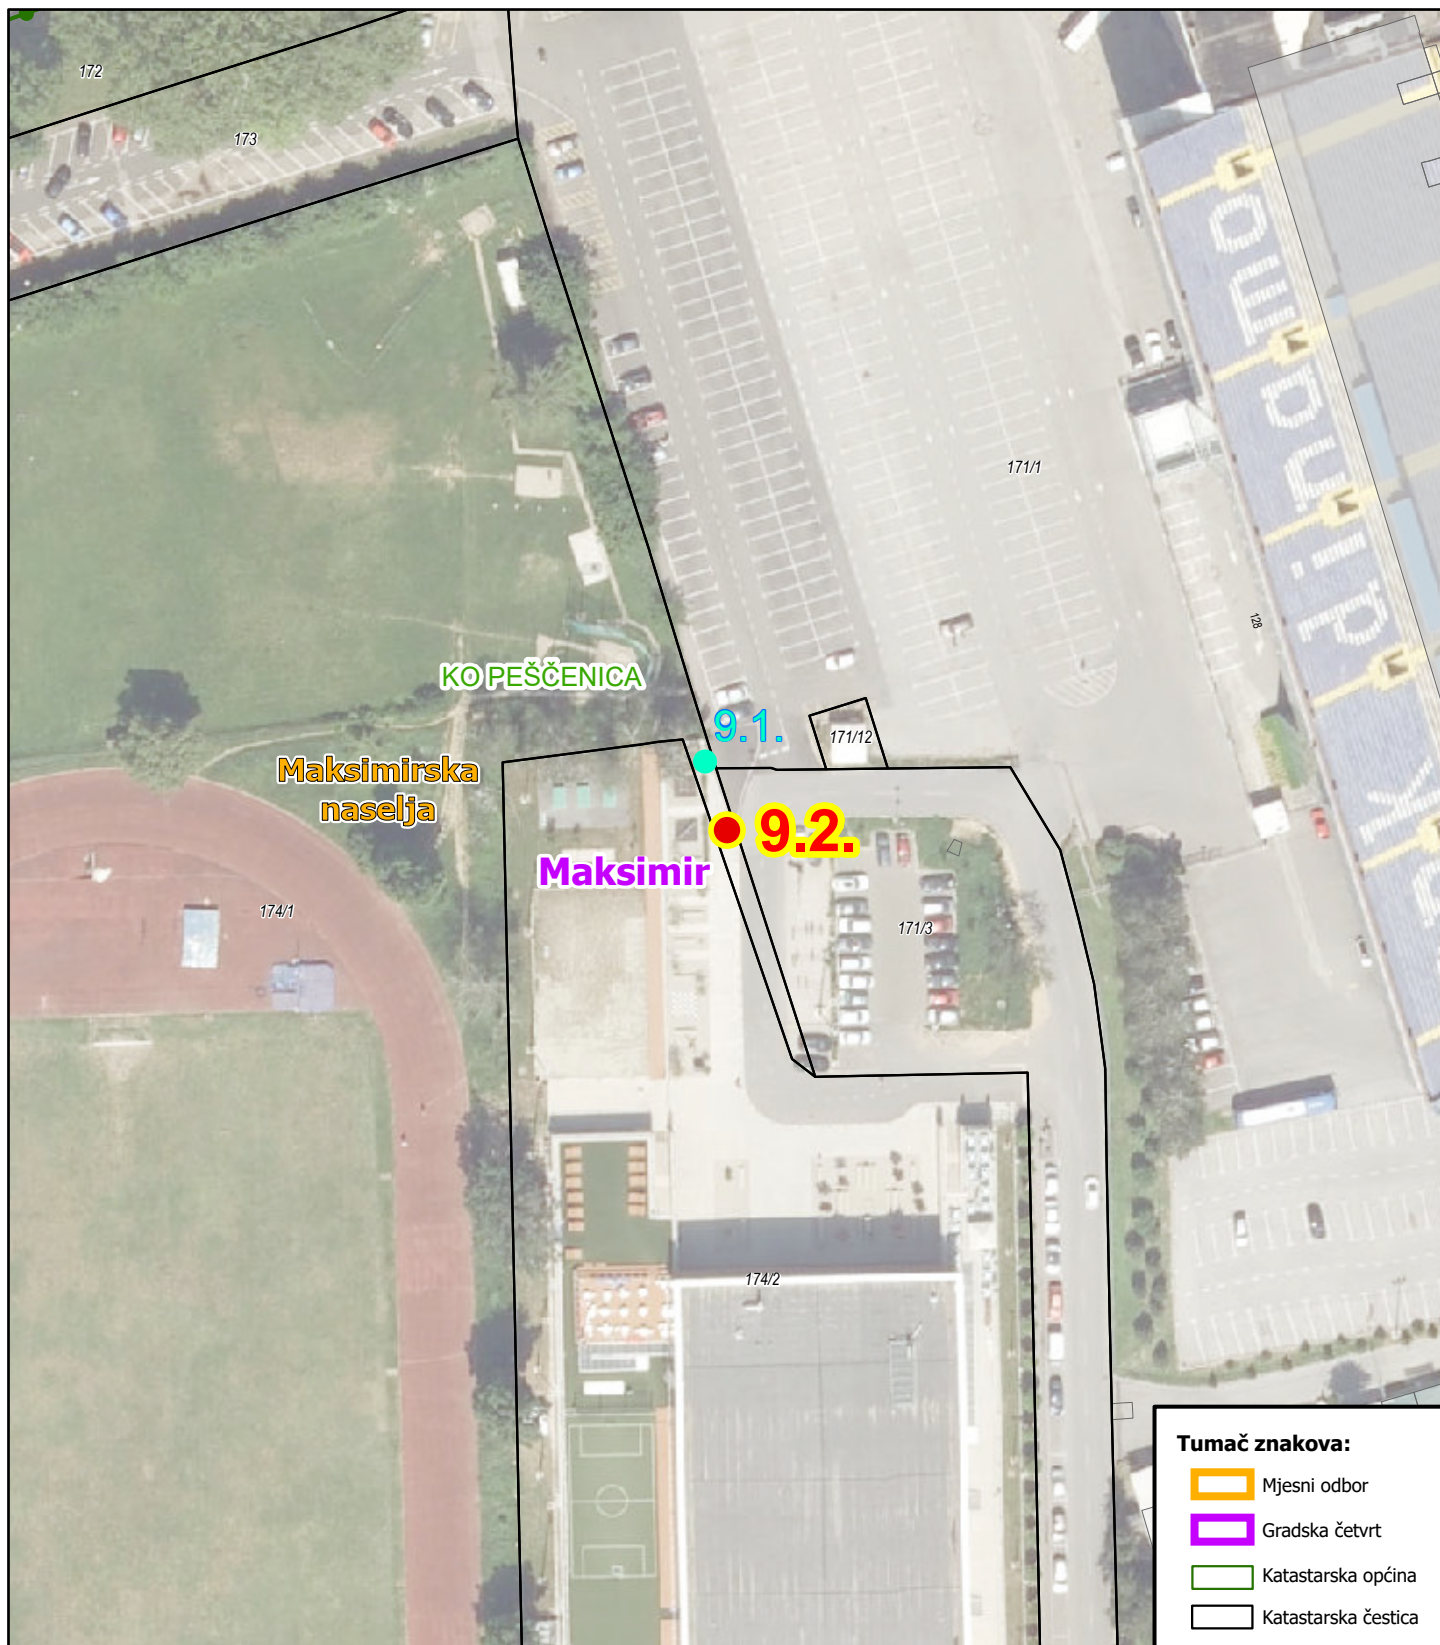 172
173
171/1
128
KO PEŠČENICA
9.1.
171/12
Maksimirska
naselja
9.2.
Maksimir
174/1
171/3
174/2
Tumač znakova:
Mjesni odbor
Gradska četvrt
Katastarska općina
Katastarska čestica